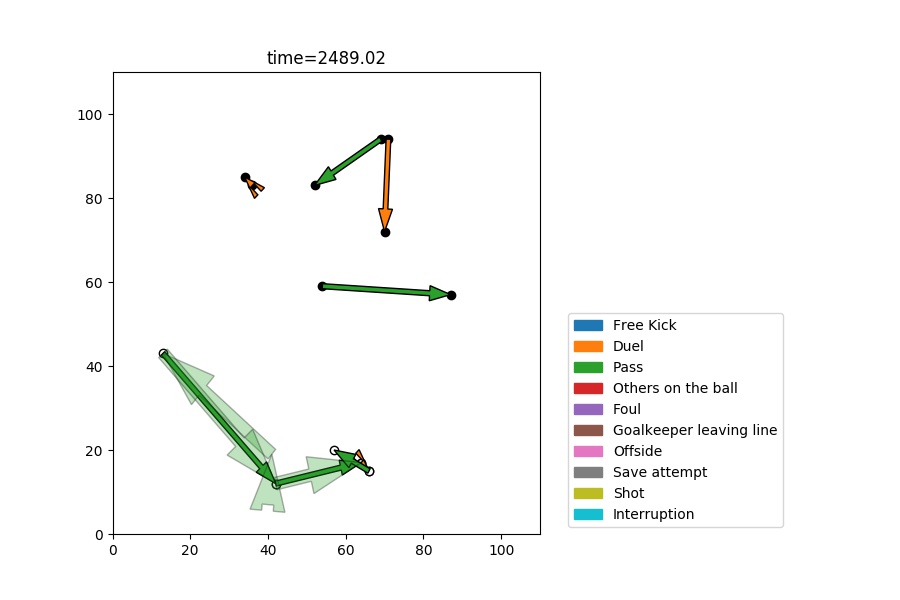 time=2489.02
100
80
60
40
20
0
0 20 40 60 80 100
Free Kick
Duel
Pass
Others on the ball
Foul
Goalkeeper leaving line
Offside
Save attempt
Shot
Interruption